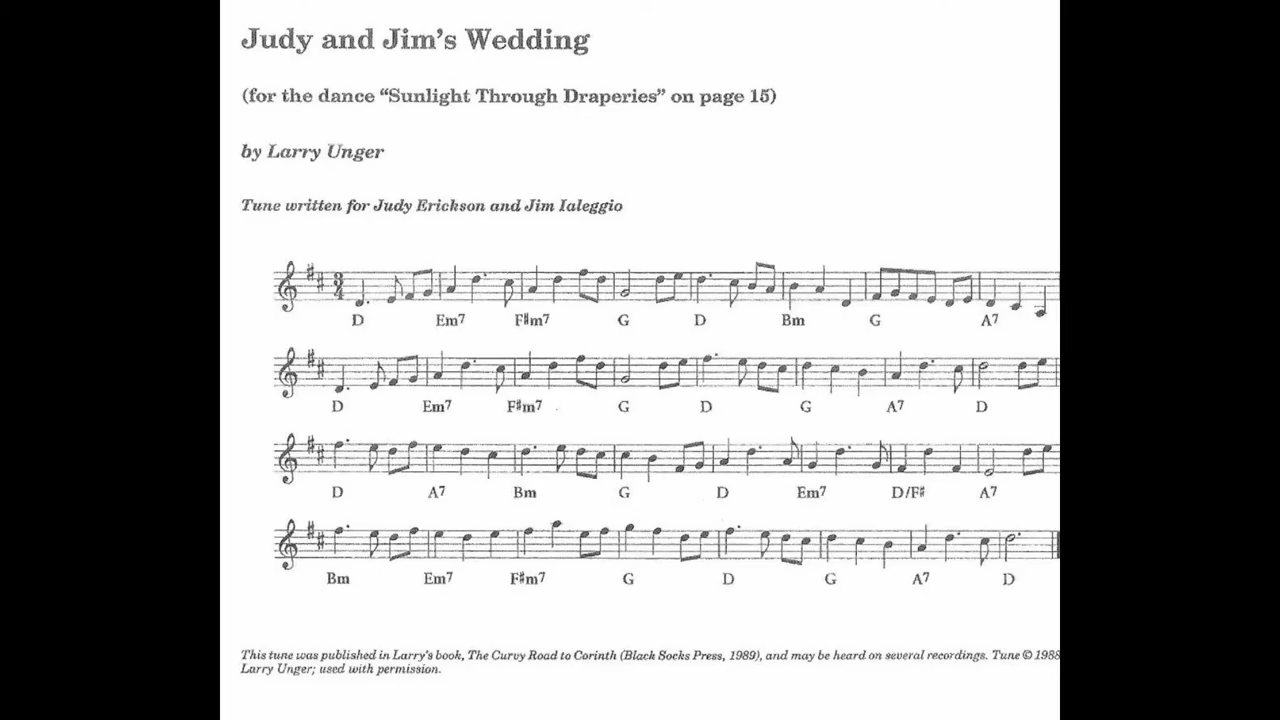 Judy and Jim's Wedding
(for the dance “Sunlight Through Draperies” on page 15)
by Larry Unger
Tune written for Judy Erickson and Jim Ialeggio
3/4
D Em7 F#m7 G D Bm G A7
D Em7 F#m7 G D G A7 D
D A7 Bm G D Em7 D/F# A7
Bm Em7 F#m7 G D G A7 D
This tune was published in Larry's book, The Curvy Road to Corinth (Black Socks Press, 1989), and may be heard on several recordings. Tune © 1988
Larry Unger; used with permission.